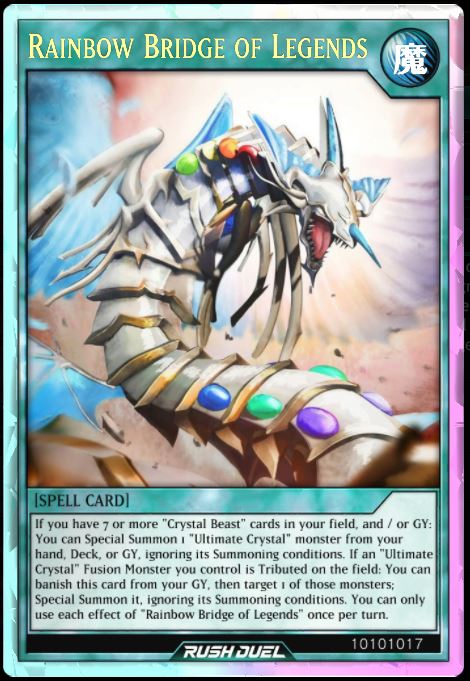 Rainbow Bridge of Legends
魔
[SPELL CARD]
If you have 7 or more "Crystal Beast" cards in your field, and / or GY:
You can Special Summon 1 "Ultimate Crystal" monster from your
hand, Deck, or GY, ignoring its Summoning conditions. If an "Ultimate
Crystal" Fusion Monster you control is Tributed on the field: You can
banish this card from your GY, then target 1 of those monsters;
Special Summon it, ignoring its Summoning conditions. You can only
use each effect of "Rainbow Bridge of Legends" once per turn.
10101017
RUSH DUEL